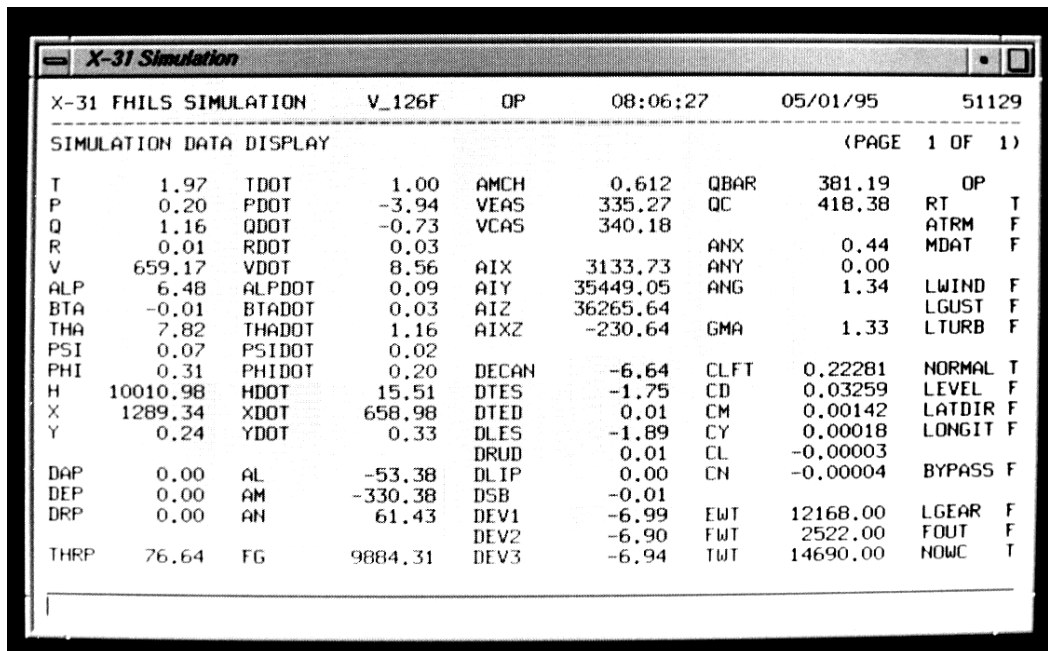 X-31 Simulation
X-31 FHILS SIMULATION V_126F OP 08:06:27 05/01/95 51129
SIMULATION DATA DISPLAY (PAGE 1 OF 1)
T 1.97 TDOT 1.00 AMCH 0.612 QBAR 381.19 OP
P 0.20 PDOT -3.94 VEAS 335.27 QC 418.38 RT T
Q 1.16 QDOT -0.73 VCAS 340.18 ATRM F
R 0.01 RDOT 0.03 ANX 0.44 MDAT F
V 659.17 VDOT 8.56 AIX 3133.73 ANY 0.00
ALP 6.48 ALPDOT 0.09 AIY 35449.05 ANG 1.34 LWIND F
BTA -0.01 BTADOT 0.03 AIZ 36265.64 LGUST F
THA 7.82 THADOT 1.16 AIXZ -230.64 GMA 1.33 LTURB F
PSI 0.07 PSIDOT 0.02
PHI 0.31 PHIDOT 0.20 DECAN -6.64 CLFT 0.22281 NORMAL T
H 10010.98 HDOT 15.51 DTES -1.75 CD 0.03259 LEVEL F
X 1289.34 XDOT 658.98 DTED 0.01 CM 0.00142 LATDIR F
Y 0.24 YDOT 0.33 DLES -1.89 CY 0.00018 LONGIT F
DRUD 0.01 CL -0.00003
DAP 0.00 AL -53.38 DLIP 0.00 CN -0.00004 BYPASS F
DEP 0.00 AM -330.38 DSB -0.01
DRP 0.00 AN 61.43 DEV1 -6.99 EWT 12168.00 LGEAR F
DEV2 -6.90 FWT 2522.00 FOUT F
THRP 76.64 FG 9884.31 DEV3 -6.94 TWT 14690.00 NOWC T